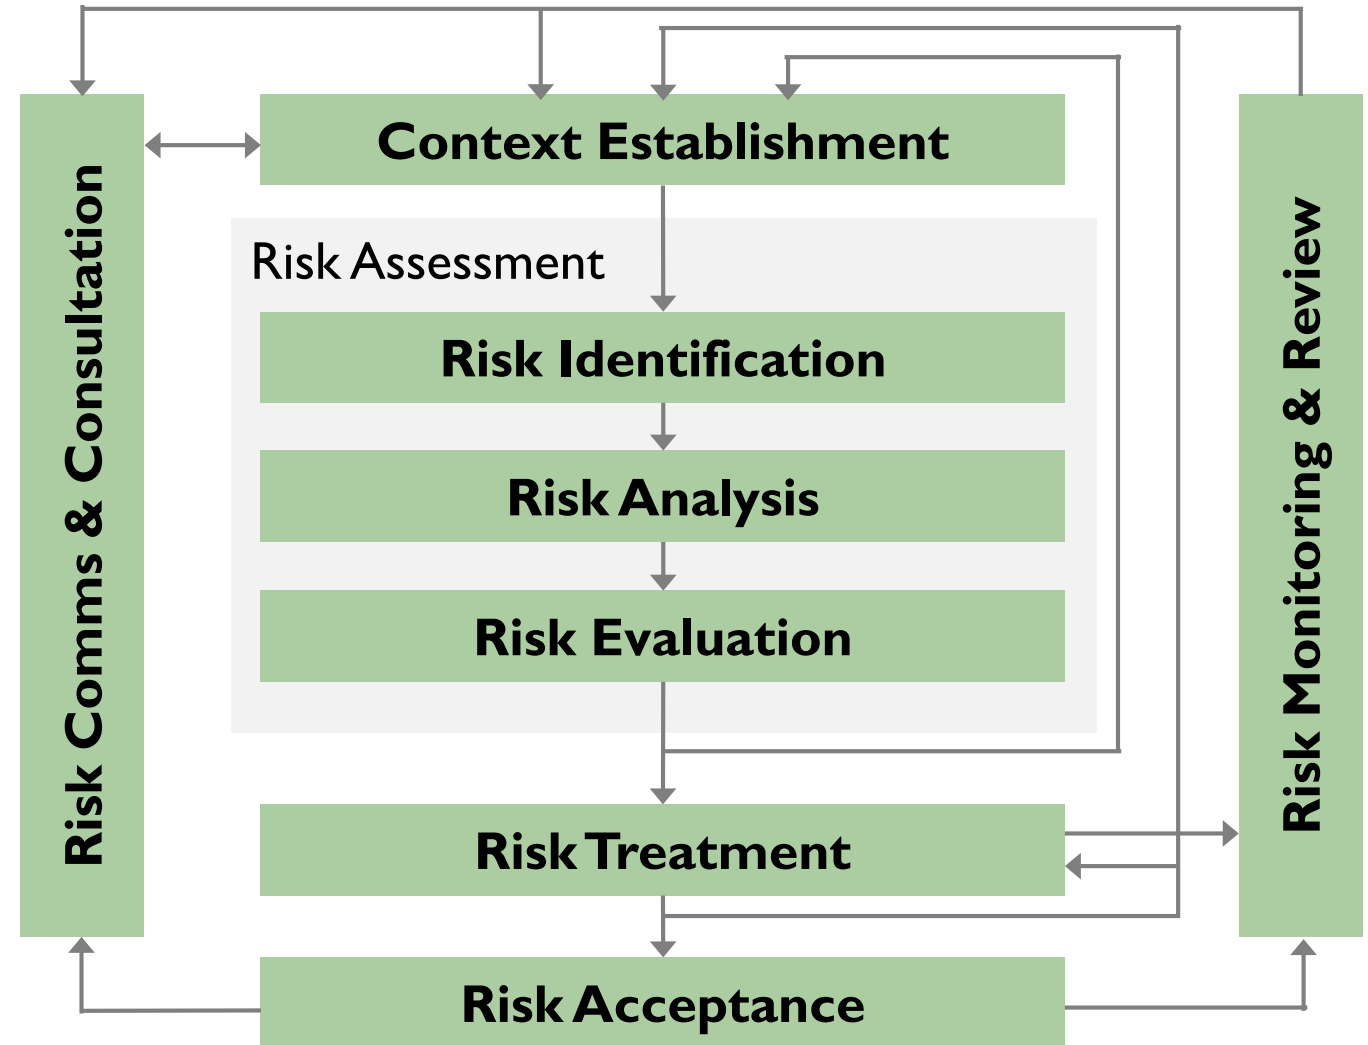 Context Establishment
Risk Assessment
Risk Identification
Risk Analysis
Risk Evaluation
Risk Treatment
Risk Acceptance
Risk Comms & Consultation
Risk Monitoring & Review